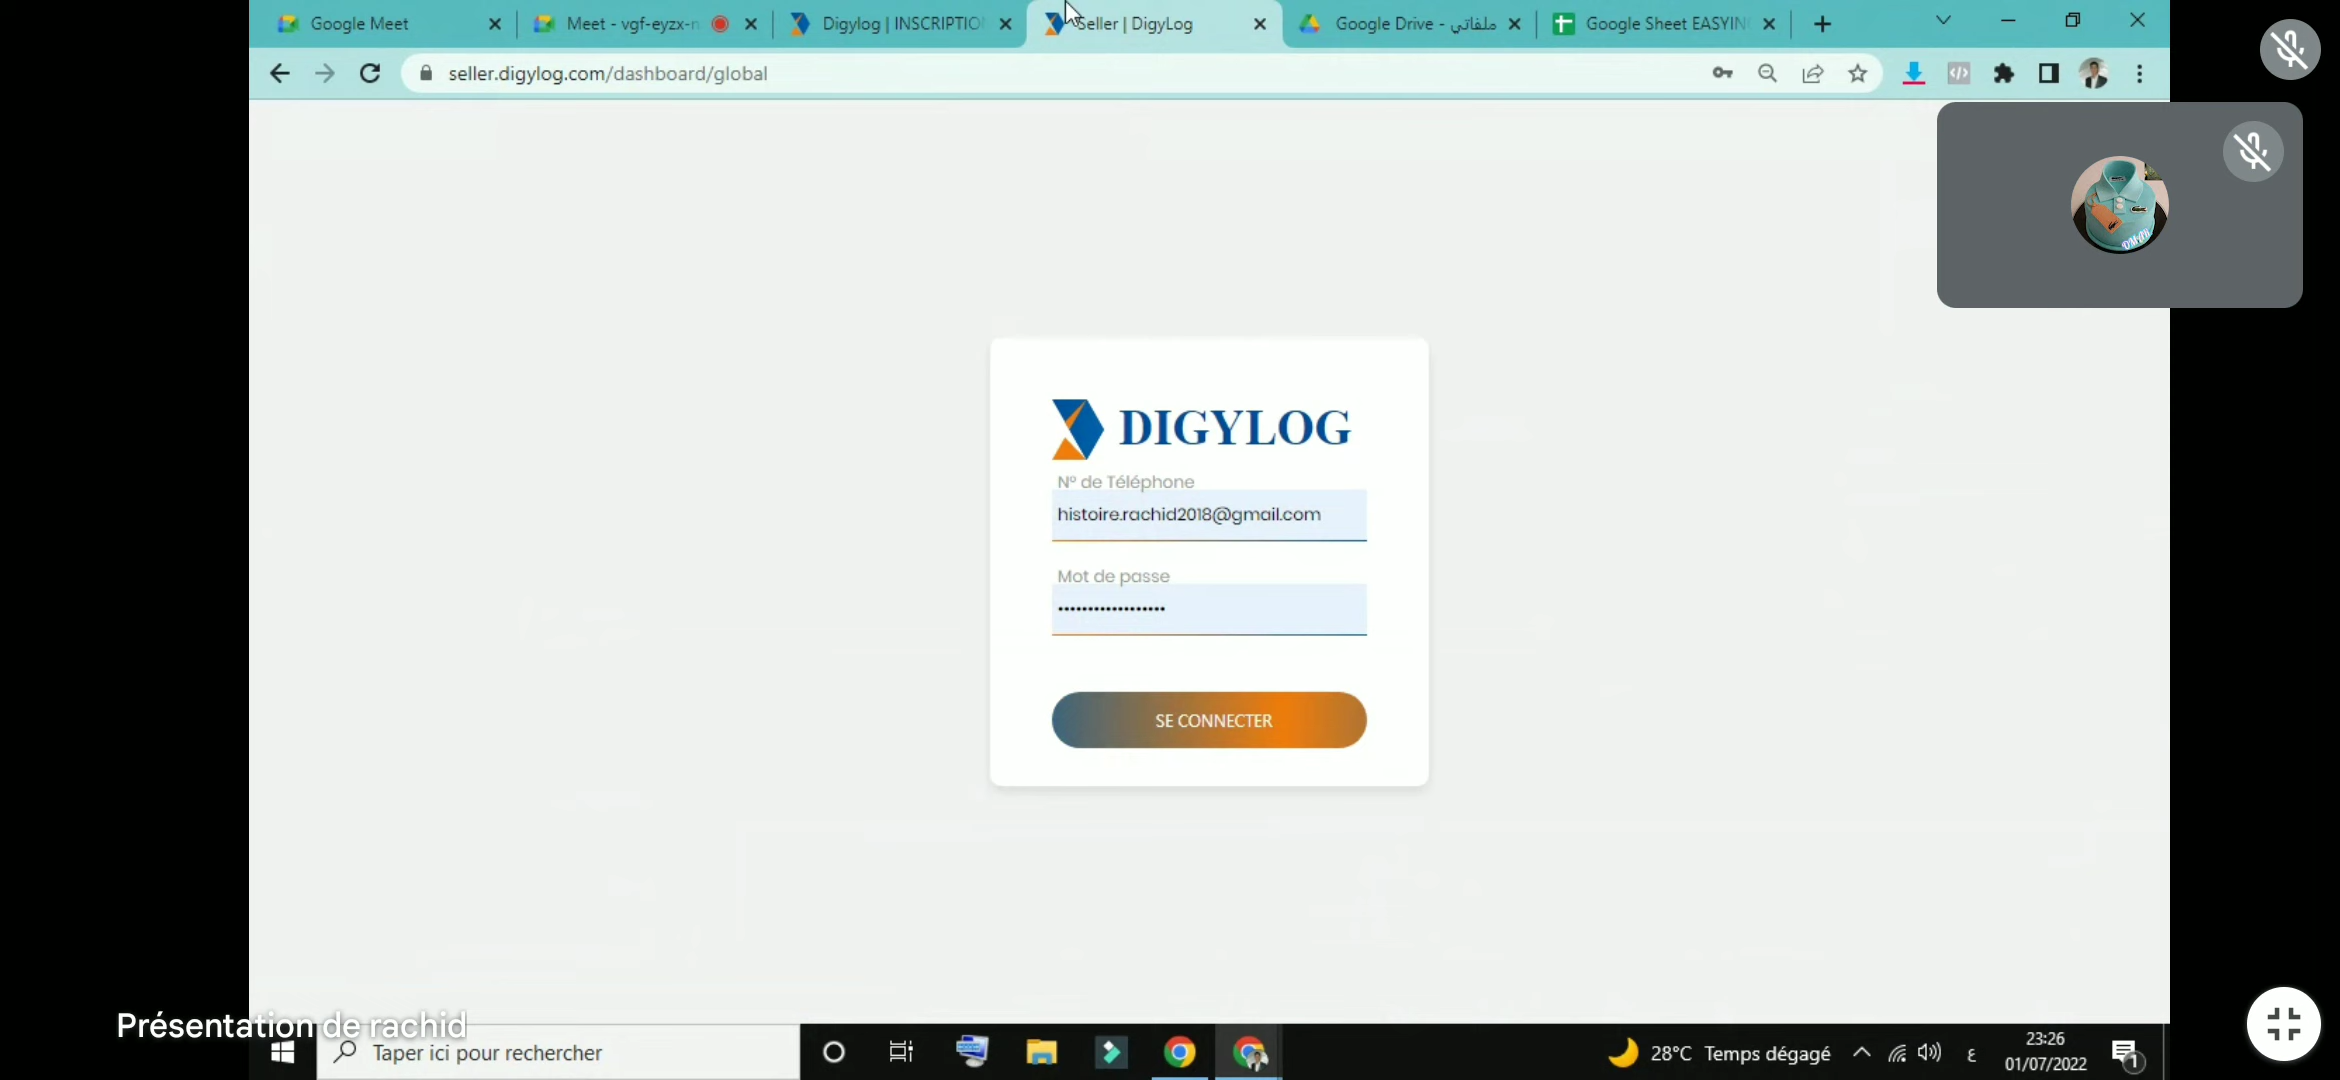 Google Meet
Meet - vgf-eyzx-n
Digylog | INSCRIPTIO
Seller | DigyLog
Google Drive - ملفاتي
Google Sheet EASYIN
seller.digylog.com/dashboard/global
DIGYLOG
N° de Téléphone
histoire.rachid2018@gmail.com
Mot de passe
••••••••••••••••••
SE CONNECTER
Présentation de rachid
Taper ici pour rechercher
28°C Temps dégagé
ع
23:26
01/07/2022
1